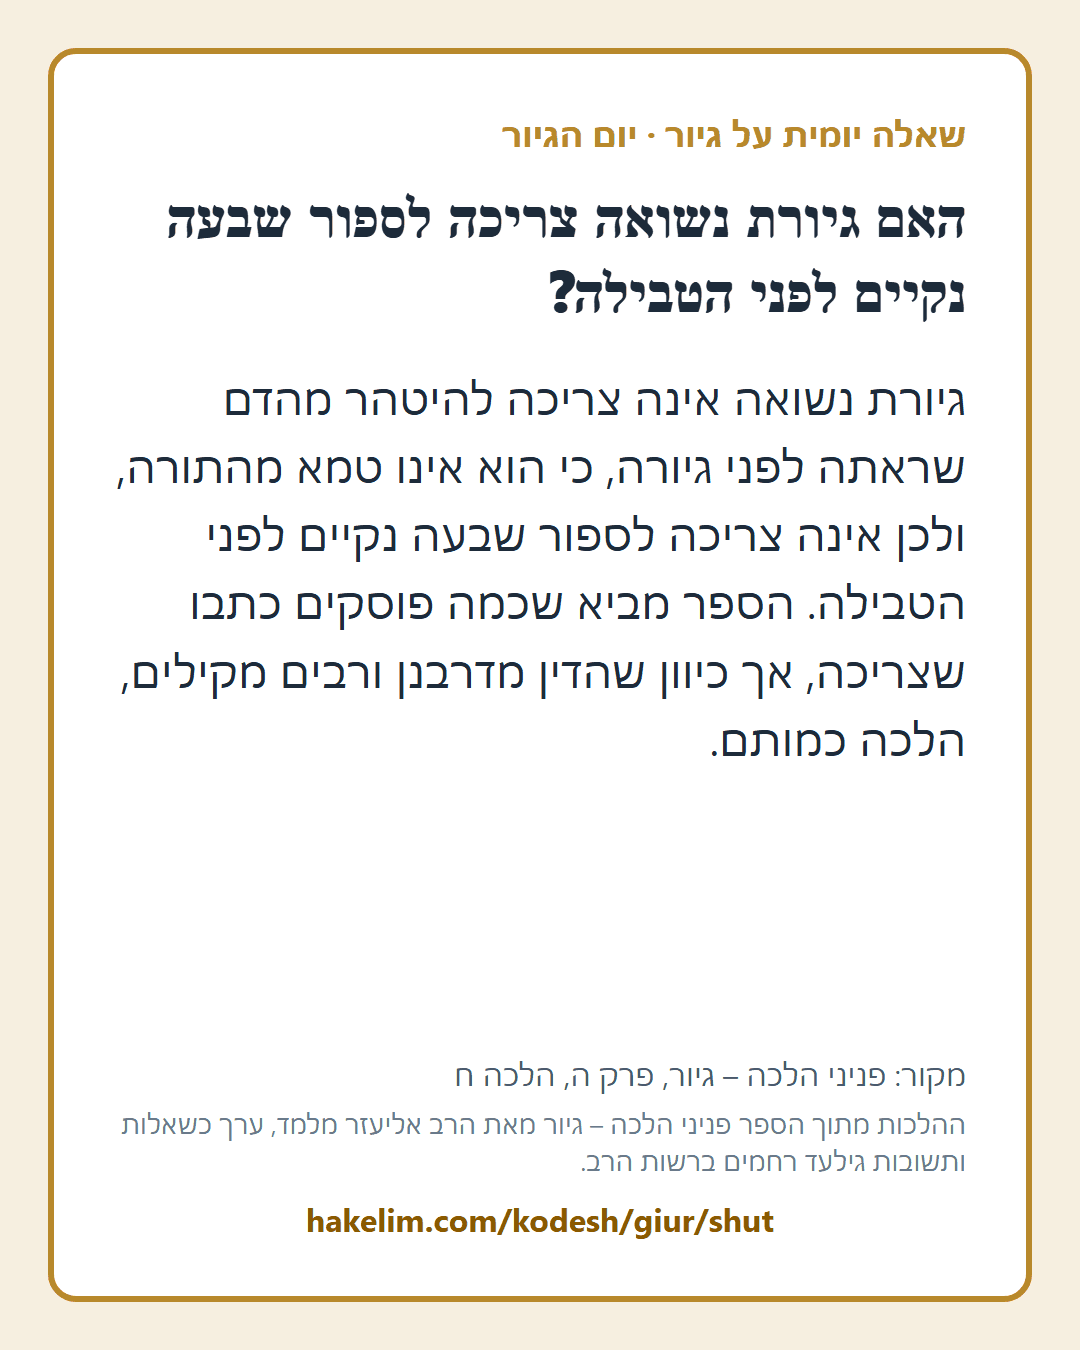 שאלה יומית על גיור · יום הגיור
האם גיורת נשואה צריכה לספור שבעה
נקיים לפני הטבילה?
גיורת נשואה אינה צריכה להיטהר מהדם
שראתה לפני גיורה, כי הוא אינו טמא מהתורה,
ולכן אינה צריכה לספור שבעה נקיים לפני
הטבילה. הספר מביא שכמה פוסקים כתבו
שצריכה, אך כיוון שהדין מדרבנן ורבים מקילים,
הלכה כמותם.
מקור: פניני הלכה – גיור, פרק ה, הלכה ח
ההלכות מתוך הספר פניני הלכה – גיור מאת הרב אליעזר מלמד, ערך כשאלות
ותשובות גילעד רחמים ברשות הרב.
hakelim.com/kodesh/giur/shut